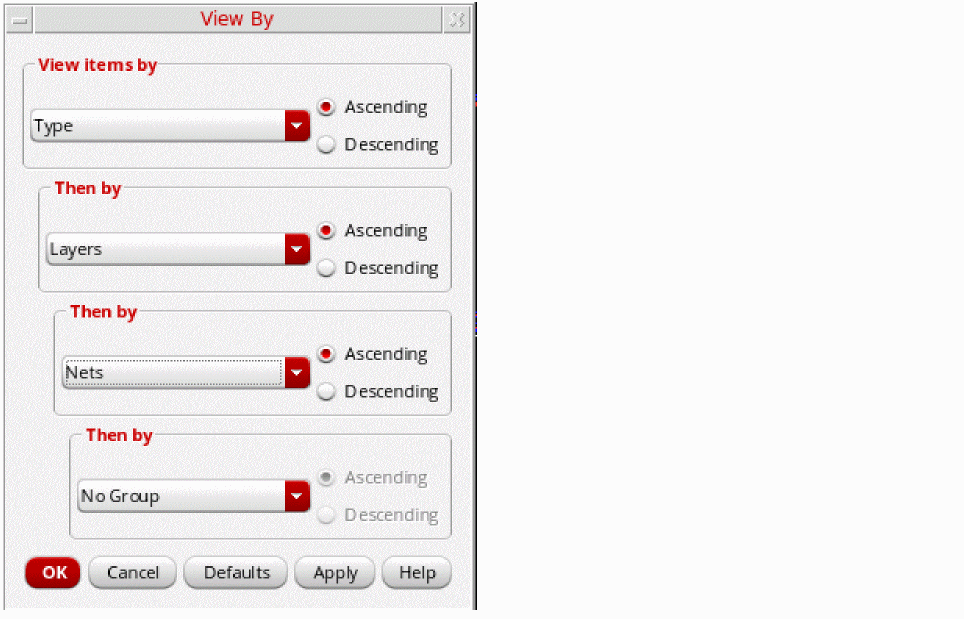 View By
View items by
Type
Ascending
Descending
Then by
Layers
Ascending
Descending
Then by
Nets
Ascending
Descending
Then by
No Group
Ascending
Descending
OK Cancel Defaults Apply Help